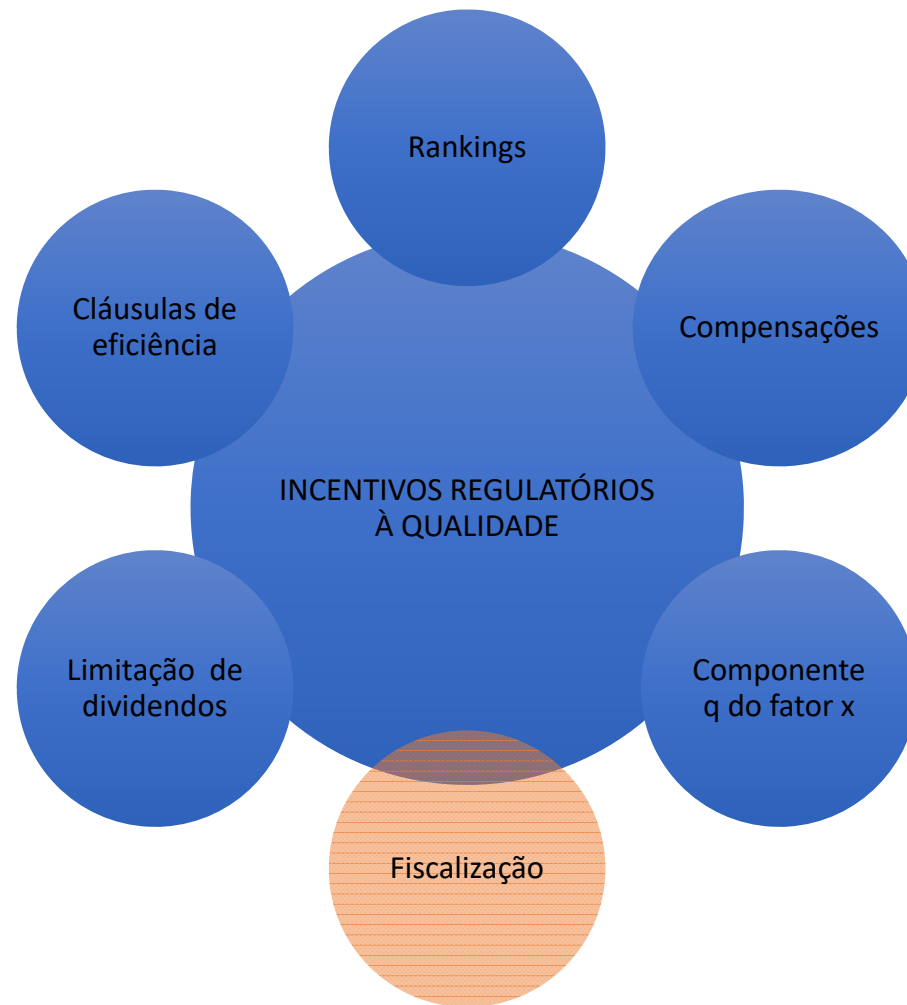 Rankings
Cláusulas de
eficiência
Compensações
INCENTIVOS REGULATÓRIOS
À QUALIDADE
Limitação  de
dividendos
Componente
q do fator x
Fiscalização